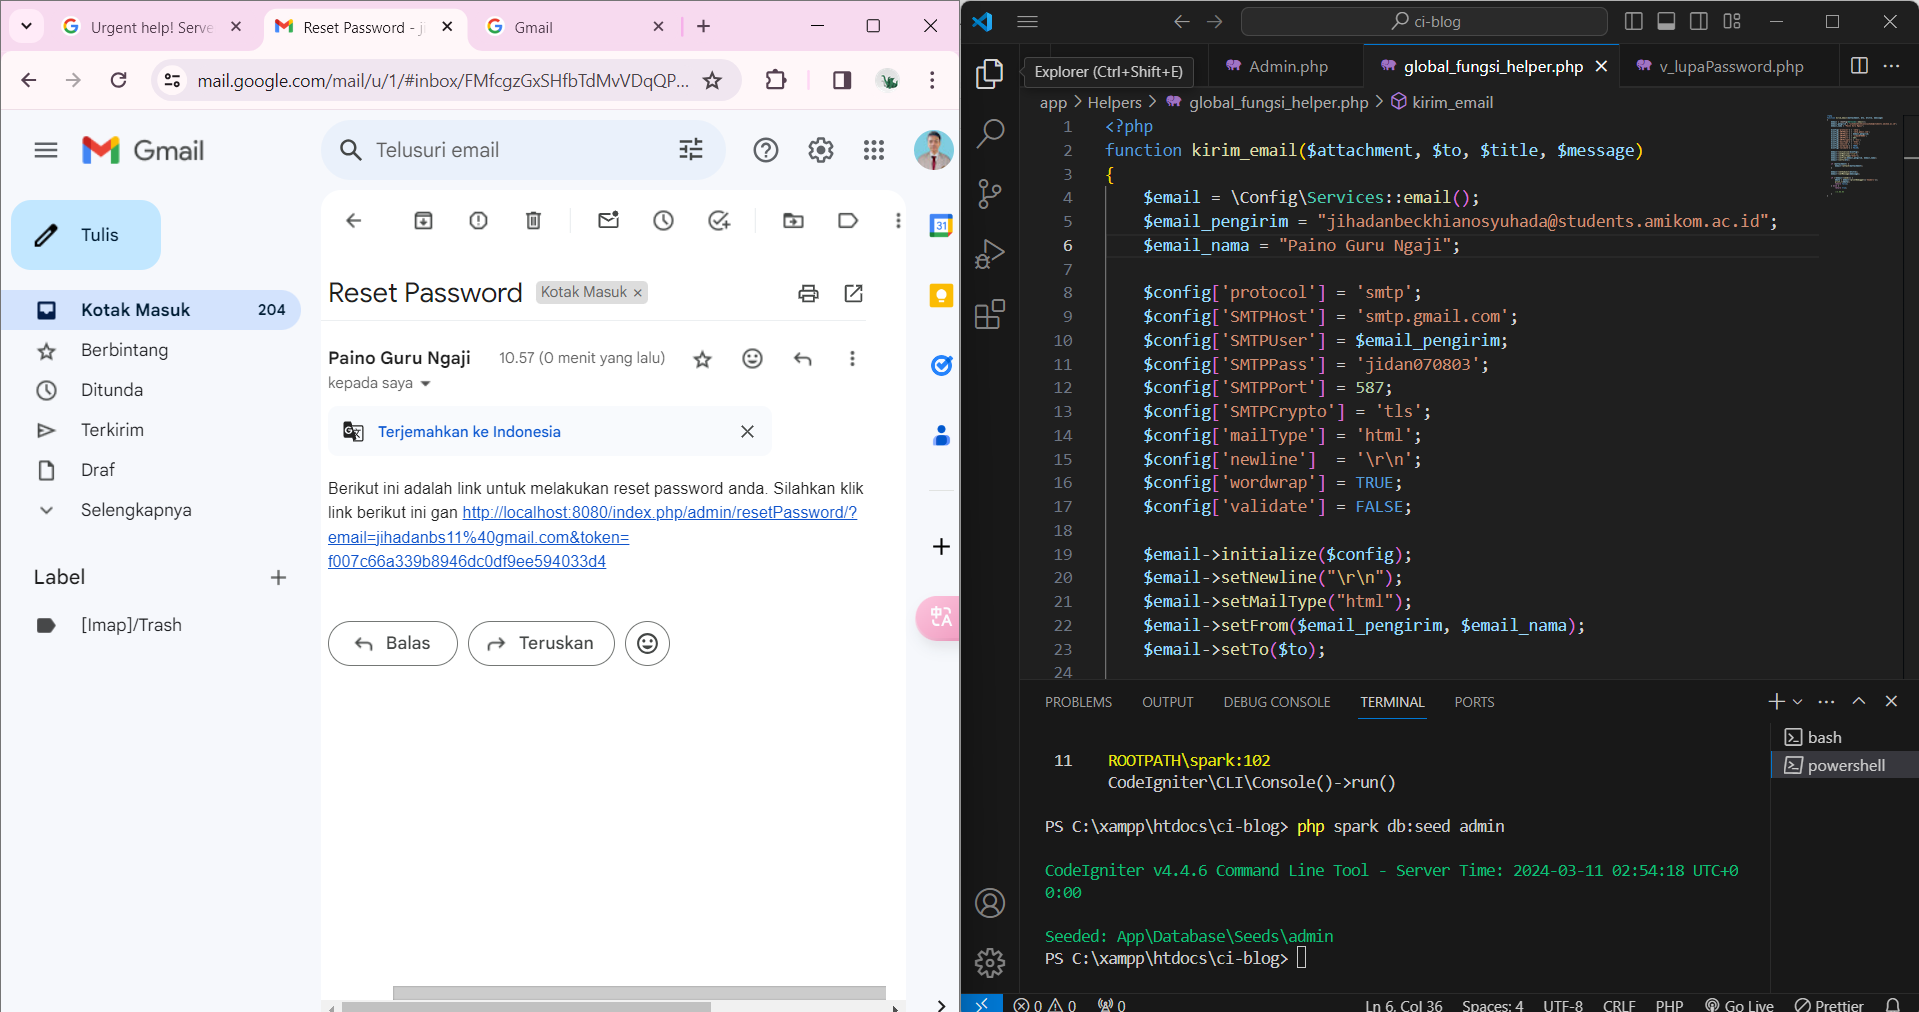 Urgent help! Serve
Reset Password - ji
Gmail
mail.google.com/mail/u/1/#inbox/FMfcgzGxSHfbTdMvVDqQP...
Gmail
Telusuri email
Tulis
Kotak Masuk 204
Berbintang
Ditunda
Terkirim
Draf
Selengkapnya
Label
[Imap]/Trash
31
Reset Password
Kotak Masuk ×
Paino Guru Ngaji 10.57 (0 menit yang lalu)
kepada saya
Terjemahkan ke Indonesia
Berikut ini adalah link untuk melakukan reset password anda. Silahkan klik
link berikut ini gan http://localhost:8080/index.php/admin/resetPassword/?
email=jihadanbs11%40gmail.com&token=
f007c66a339b8946dc0df9ee594033d4
Balas
Teruskan
中A
ci-blog
Explorer (Ctrl+Shift+E)
Admin.php
global_fungsi_helper.php
v_lupaPassword.php
app > Helpers > global_fungsi_helper.php > kirim_email
1 <?php
2 function kirim_email($attachment, $to, $title, $message)
3 {
4 $email = \Config\Services::email();
5 $email_pengirim = "jihadanbeckhianosyuhada@students.amikom.ac.id";
6 $email_nama = "Paino Guru Ngaji";
7
8 $config['protocol'] = 'smtp';
9 $config['SMTPHost'] = 'smtp.gmail.com';
10 $config['SMTPUser'] = $email_pengirim;
11 $config['SMTPPass'] = 'jidan070803';
12 $config['SMTPPort'] = 587;
13 $config['SMTPCrypto'] = 'tls';
14 $config['mailType'] = 'html';
15 $config['newline']  = '\r\n';
16 $config['wordwrap'] = TRUE;
17 $config['validate'] = FALSE;
18
19 $email->initialize($config);
20 $email->setNewline("\r\n");
21 $email->setMailType("html");
22 $email->setFrom($email_pengirim, $email_nama);
23 $email->setTo($to);
24
PROBLEMS OUTPUT DEBUG CONSOLE TERMINAL PORTS
bash
powershell
11 ROOTPATH\spark:102
CodeIgniter\CLI\Console()->run()
PS C:\xampp\htdocs\ci-blog> php spark db:seed admin
CodeIgniter v4.4.6 Command Line Tool - Server Time: 2024-03-11 02:54:18 UTC+0
0:00
Seeded: App\Database\Seeds\admin
PS C:\xampp\htdocs\ci-blog>
0 0 0 Ln 6, Col 36 Spaces: 4 UTF-8 CRLF PHP Go Live Prettier